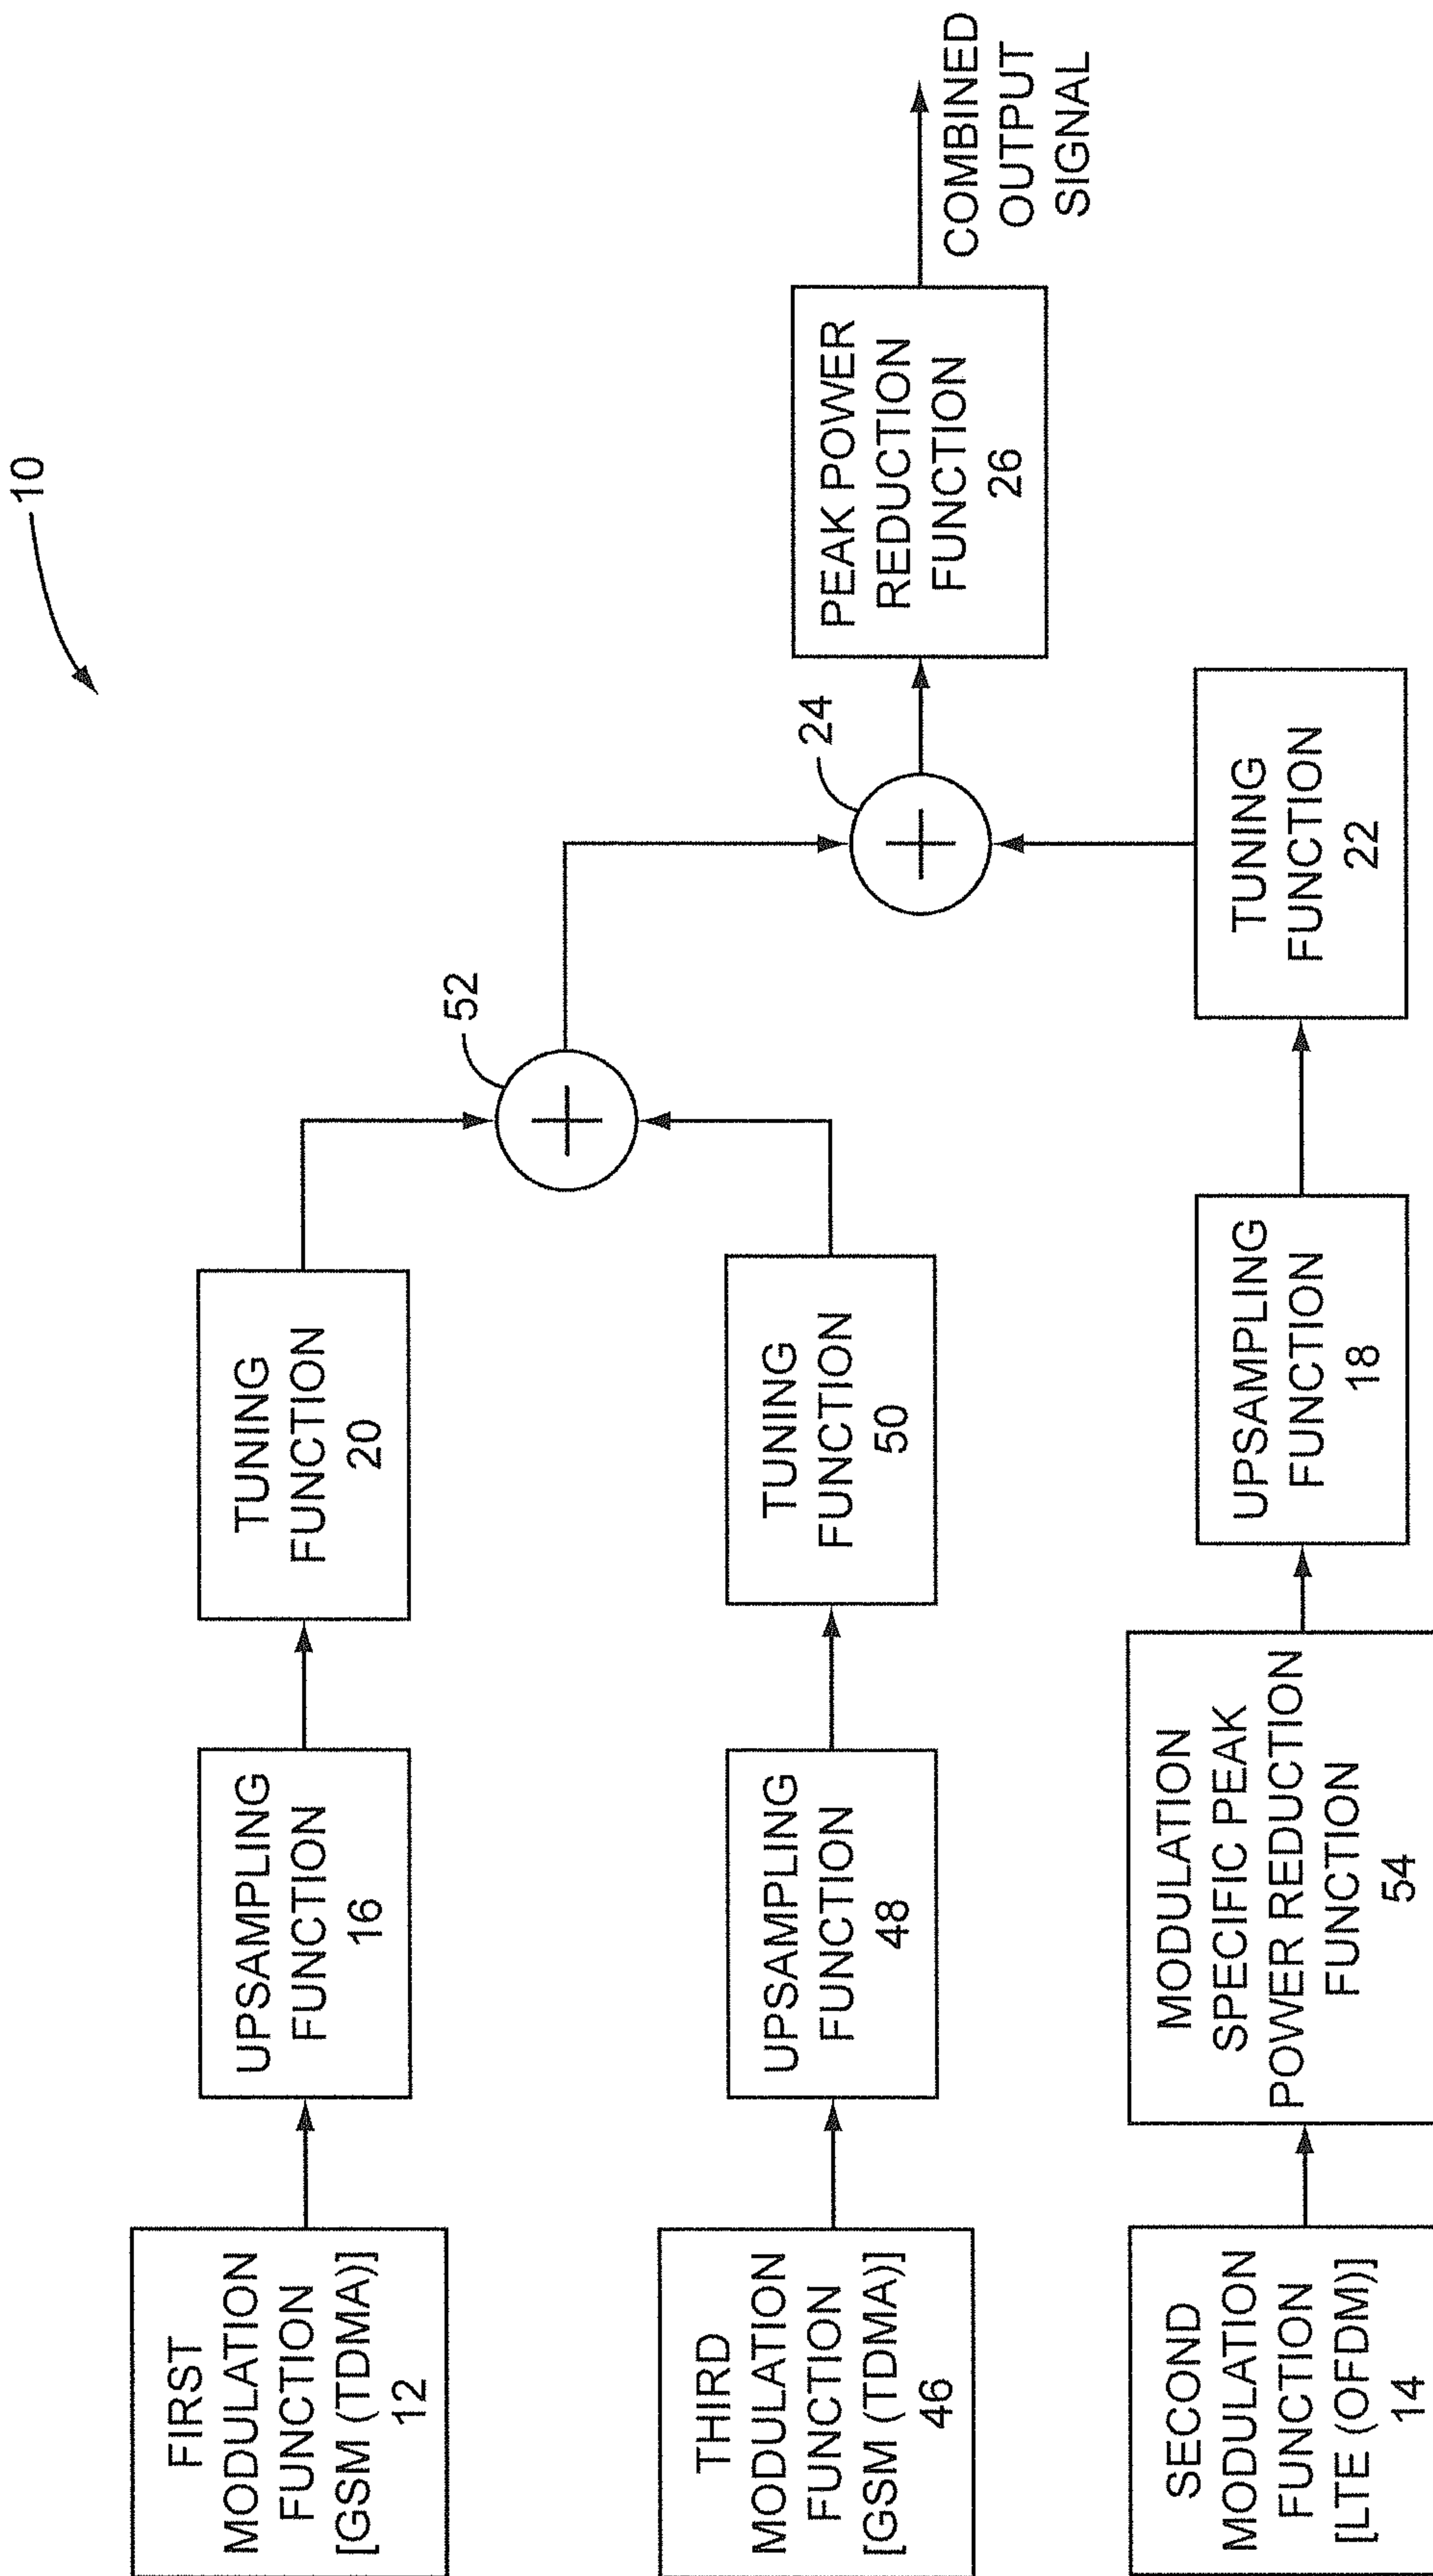 10
FIRST
MODULATION
FUNCTION
[GSM (TDMA)]
12
UPSAMPLING
FUNCTION
16
TUNING
FUNCTION
20
52
THIRD
MODULATION
FUNCTION
[GSM (TDMA)]
46
UPSAMPLING
FUNCTION
48
TUNING
FUNCTION
50
24
PEAK POWER
REDUCTION
FUNCTION
26
COMBINED
OUTPUT
SIGNAL
SECOND
MODULATION
FUNCTION
[LTE (OFDM)]
14
MODULATION
SPECIFIC PEAK
POWER REDUCTION
FUNCTION
54
UPSAMPLING
FUNCTION
18
TUNING
FUNCTION
22